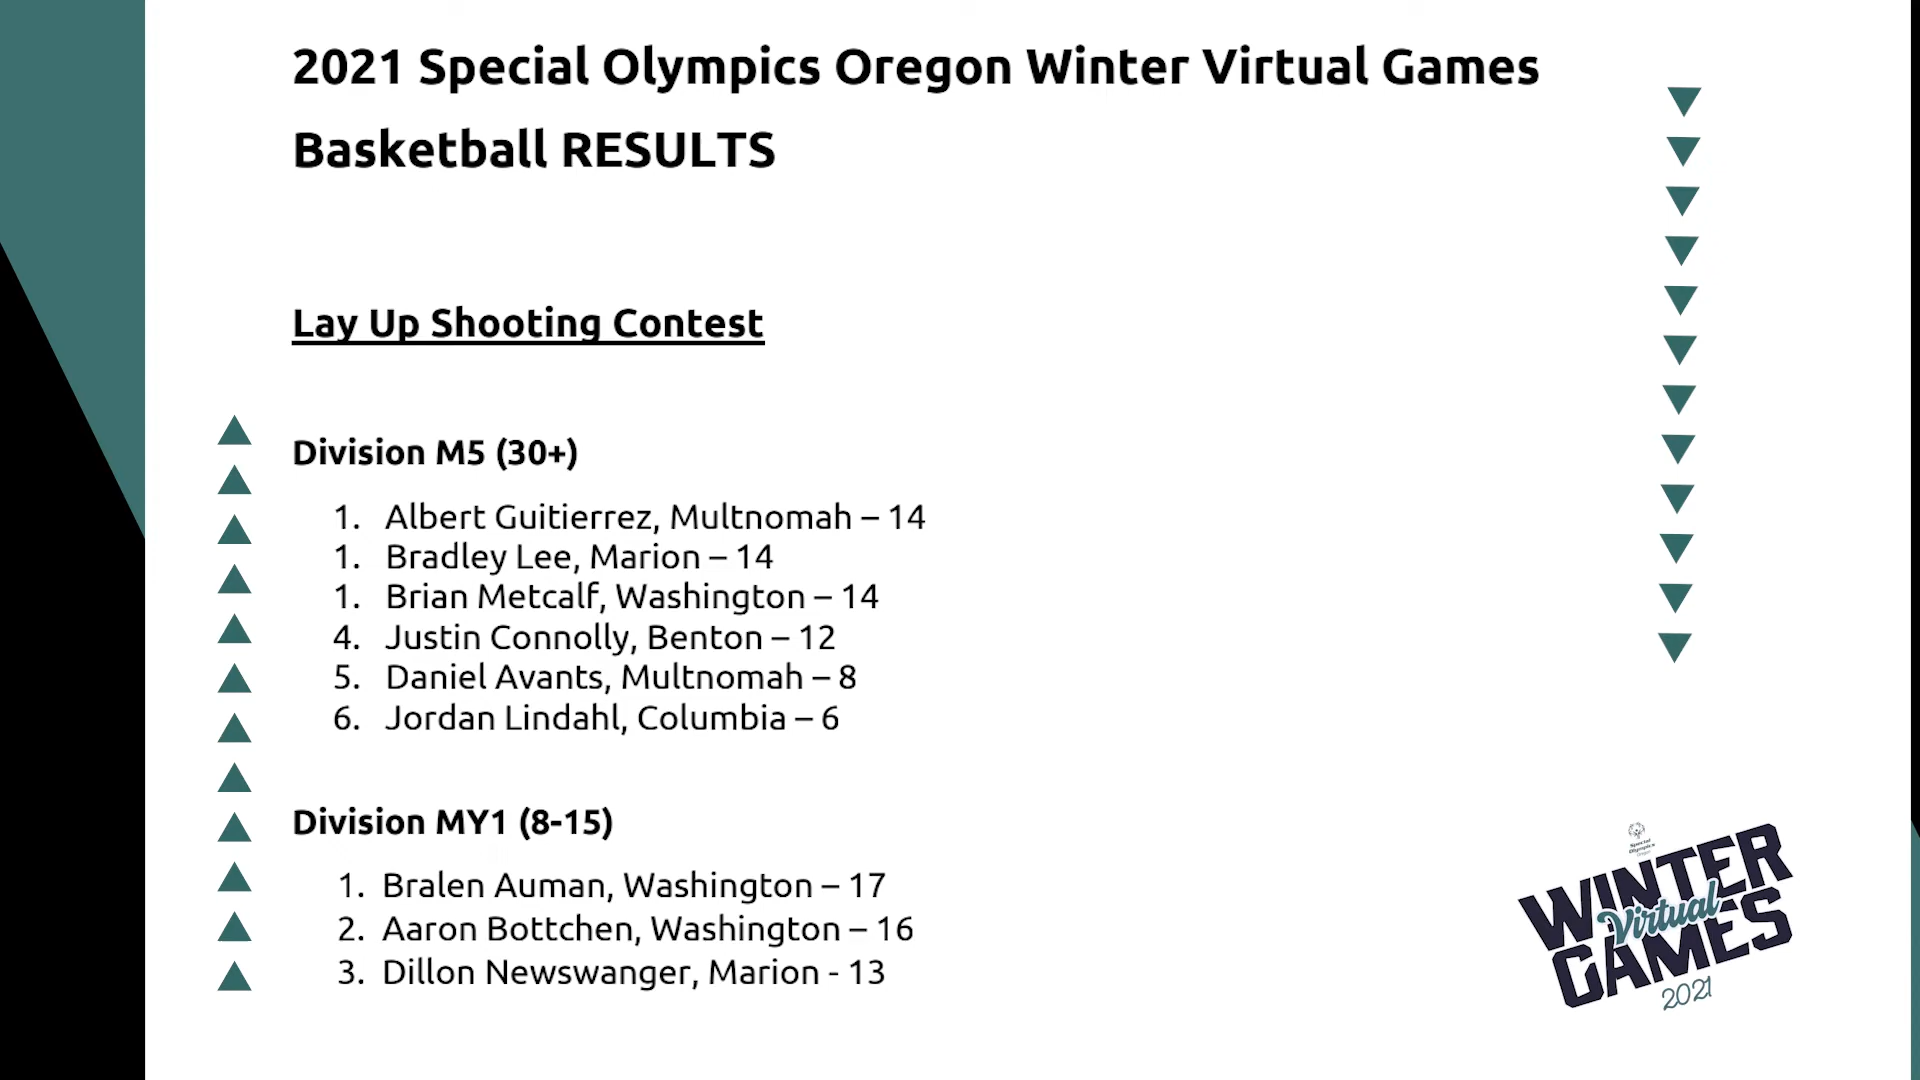 2021 Special Olympics Oregon Winter Virtual Games
Basketball RESULTS
Lay Up Shooting Contest
Division M5 (30+)
1. Albert Guitierrez, Multnomah – 14
1. Bradley Lee, Marion – 14
1. Brian Metcalf, Washington – 14
4. Justin Connolly, Benton – 12
5. Daniel Avants, Multnomah – 8
6. Jordan Lindahl, Columbia – 6
Division MY1 (8-15)
1. Bralen Auman, Washington – 17
2. Aaron Bottchen, Washington – 16
3. Dillon Newswanger, Marion - 13
Special
Olympics
Oregon
WINTER
Virtual
GAMES
2021